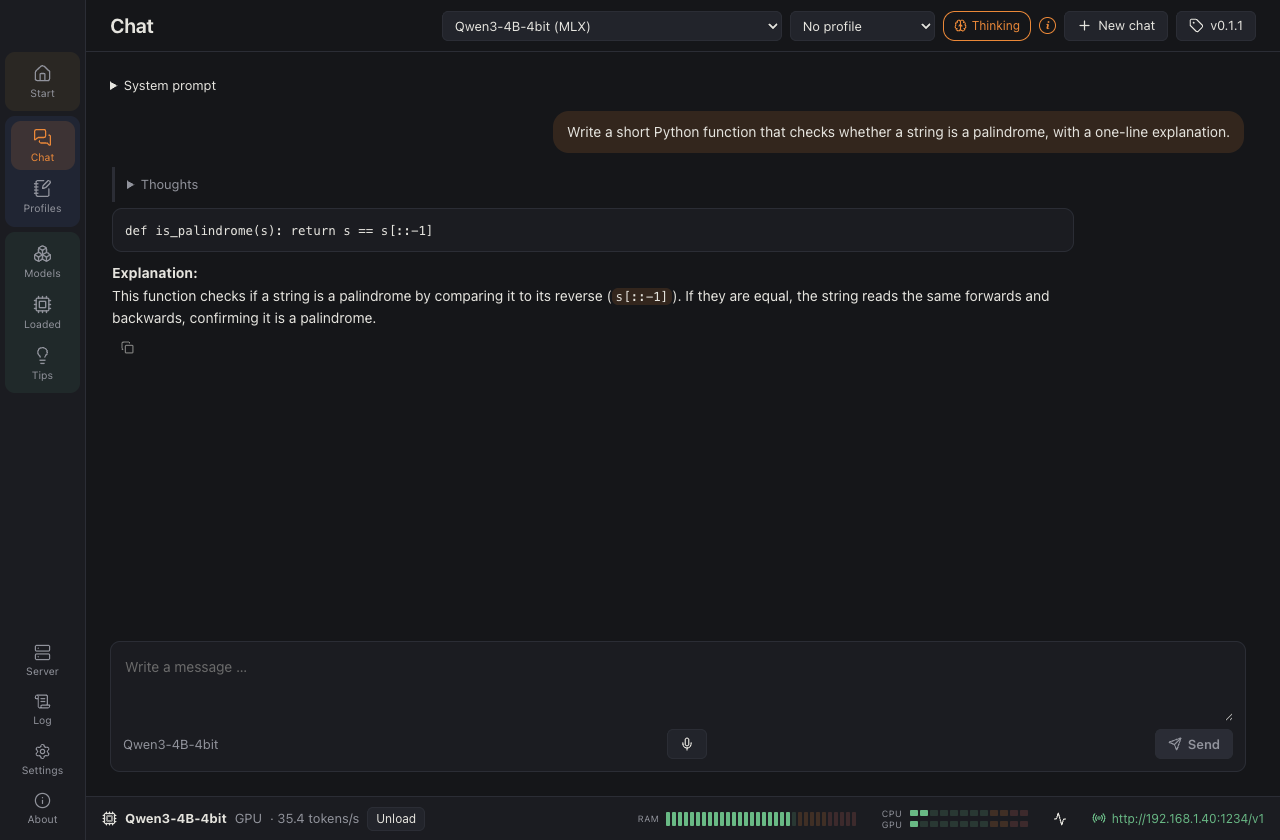 Chat
Qwen3-4B-4bit (MLX)
No profile
Thinking
i
New chat
v0.1.1
Start
Chat
Profiles
Models
Loaded
Tips
Server
Log
Settings
About
System prompt
Write a short Python function that checks whether a string is a palindrome, with a one-line explanation.
Thoughts
def is_palindrome(s): return s == s[::-1]
Explanation:
This function checks if a string is a palindrome by comparing it to its reverse (s[::-1]). If they are equal, the string reads the same forwards and
backwards, confirming it is a palindrome.
Write a message ...
Qwen3-4B-4bit
Send
Qwen3-4B-4bit GPU · 35.4 tokens/s Unload
RAM
CPU
GPU
http://192.168.1.40:1234/v1